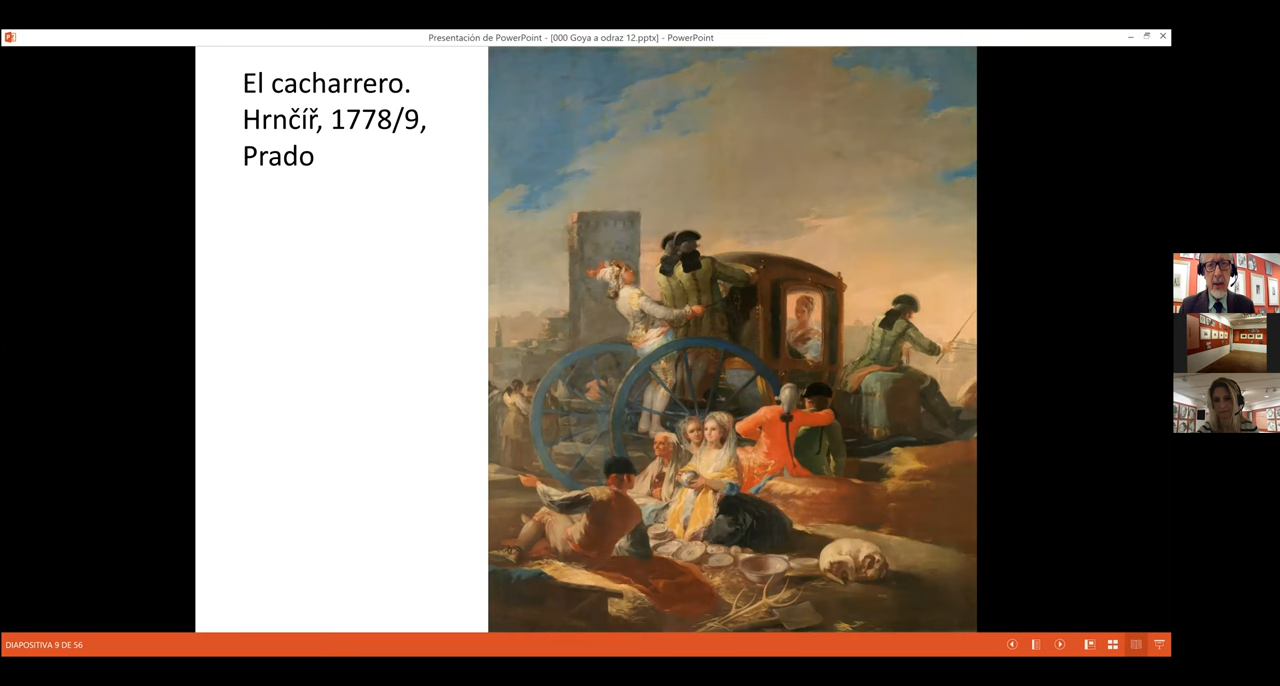 Presentación de PowerPoint - [000 Goya a odraz 12.pptx] - PowerPoint
El cacharrero.
Hrnčíř, 1778/9,
Prado
DIAPOSITIVA 9 DE 56